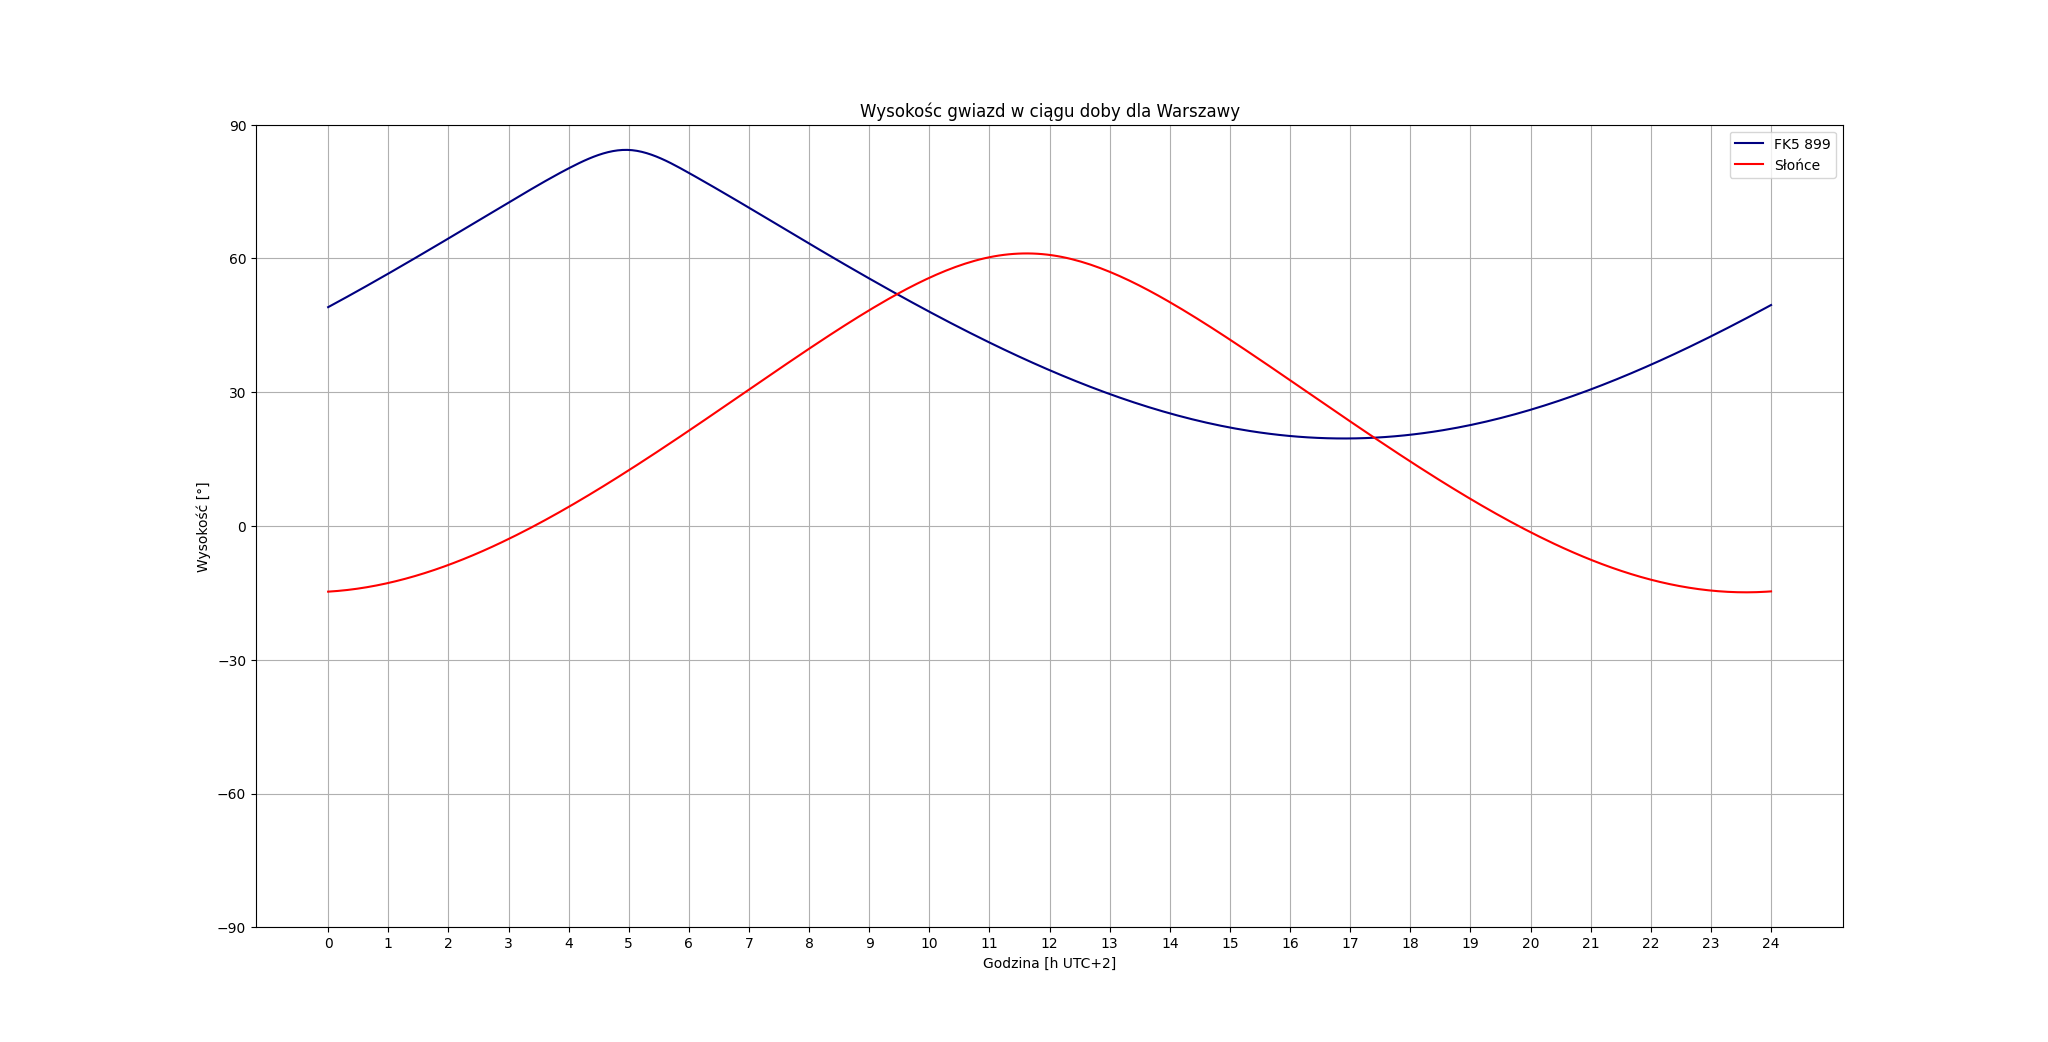 Wysokośc gwiazd w ciągu doby dla Warszawy
FK5 899
Słońce
90
60
30
0
−30
−60
−90
Wysokość [°]
0 1 2 3 4 5 6 7 8 9 10 11 12 13 14 15 16 17 18 19 20 21 22 23 24
Godzina [h UTC+2]